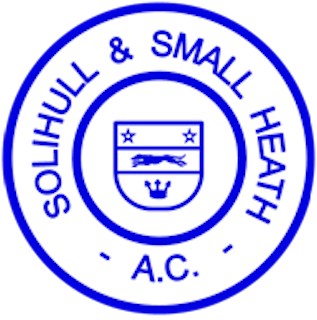 SOLIHULL & SMALL HEATH
- A.C. -